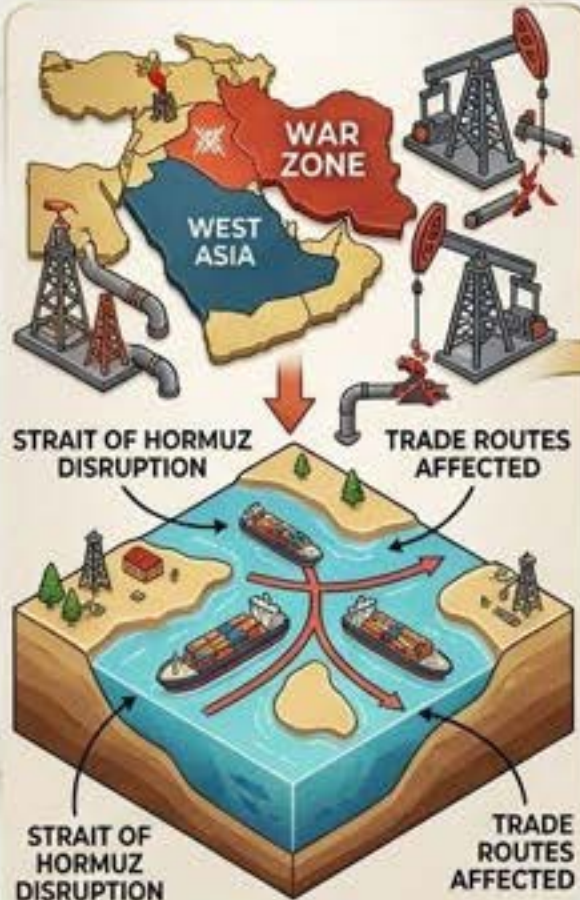 WAR
ZONE
WEST
ASIA
STRAIT OF HORMUZ
DISRUPTION
TRADE ROUTES
AFFECTED
STRAIT OF
HORMUZ
DISRUPTION
TRADE
ROUTES
AFFECTED